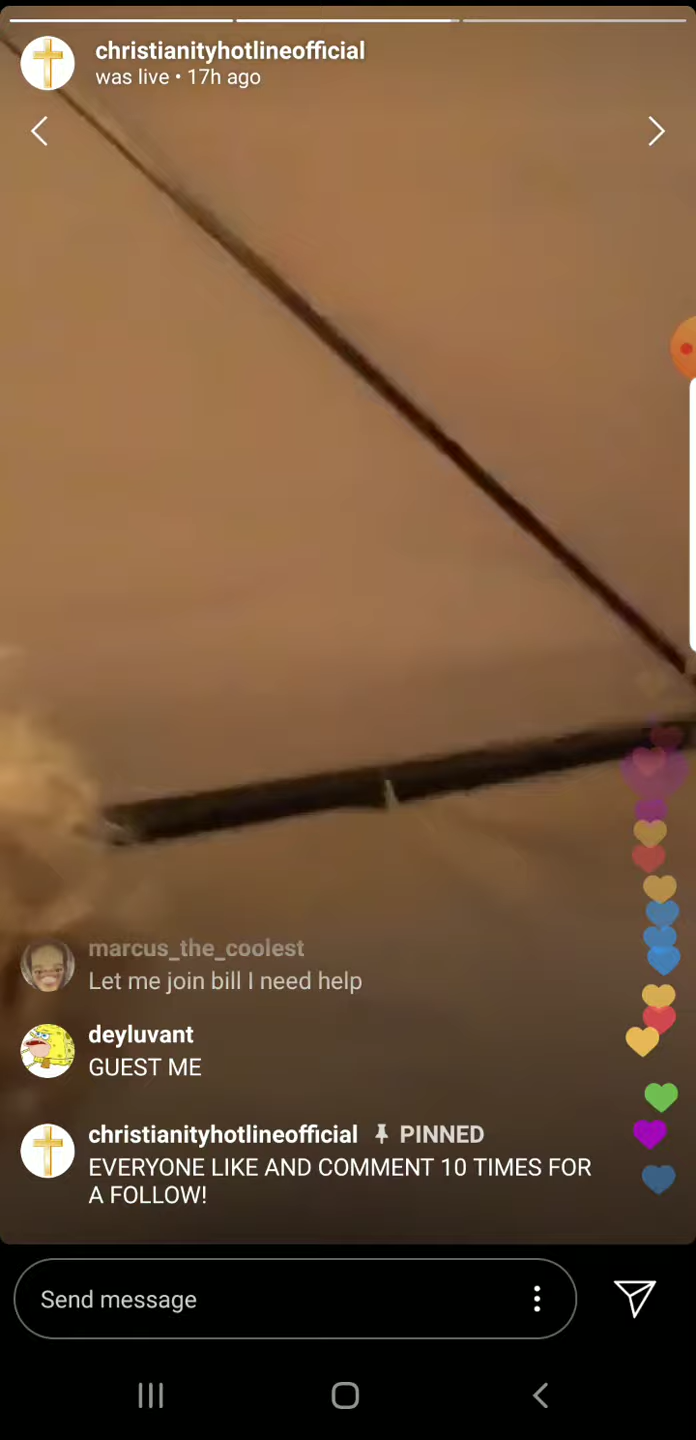 christianityhotlineofficial
was live • 17h ago
marcus_the_coolest
Let me join bill I need help
deyluvant
GUEST ME
christianityhotlineofficial PINNED
EVERYONE LIKE AND COMMENT 10 TIMES FOR
A FOLLOW!
Send message